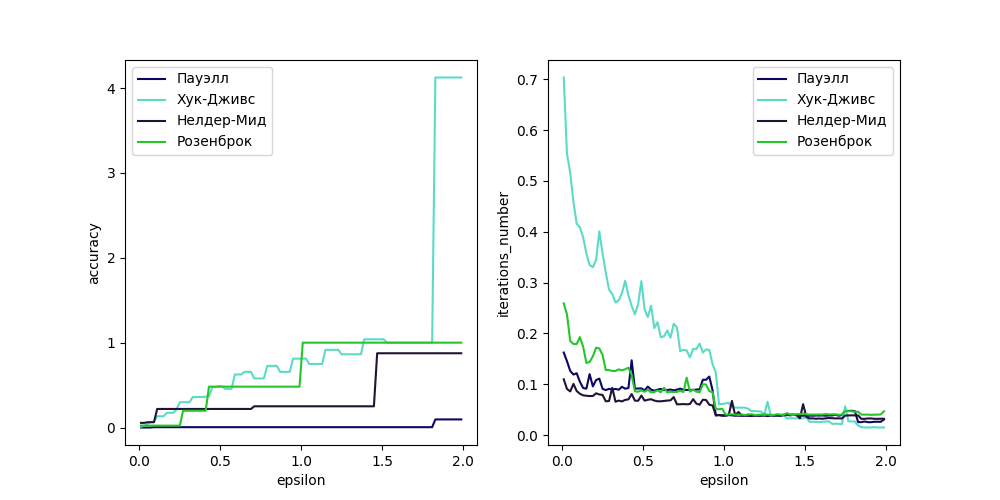 Пауэлл
Хук-Дживс
Нелдер-Мид
Розенброк
4
3
2
1
0
accuracy
0.0 0.5 1.0 1.5 2.0
epsilon
Пауэлл
Хук-Дживс
Нелдер-Мид
Розенброк
0.7
0.6
0.5
0.4
0.3
0.2
0.1
0.0
iterations_number
0.0 0.5 1.0 1.5 2.0
epsilon